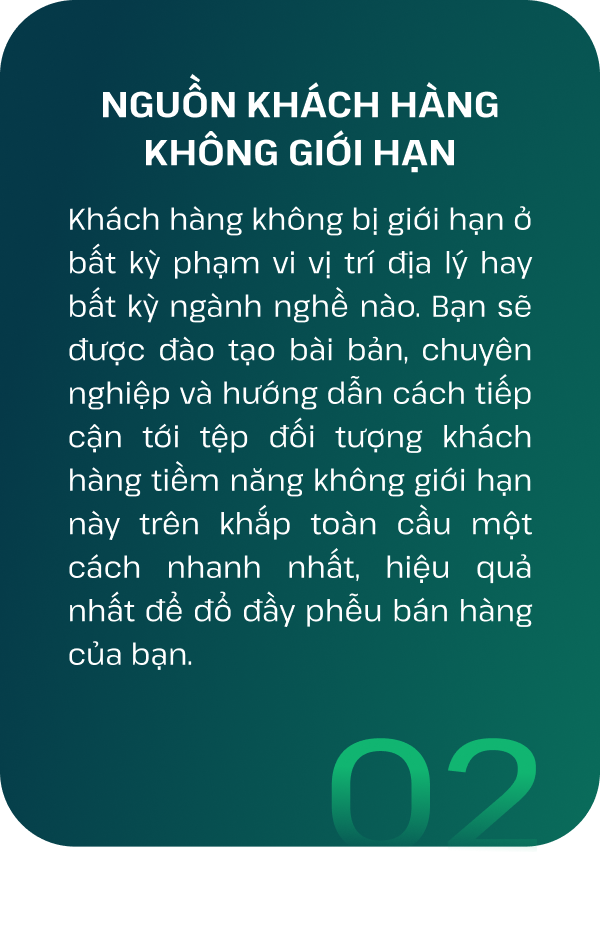 NGUỒN KHÁCH HÀNG
KHÔNG GIỚI HẠN
Khách hàng không bị giới hạn ở
bất kỳ phạm vi vị trí địa lý hay
bất kỳ ngành nghề nào. Bạn sẽ
được đào tạo bài bản, chuyên
nghiệp và hướng dẫn cách tiếp
cận tới tệp đối tượng khách
hàng tiềm năng không giới hạn
này trên khắp toàn cầu một
cách nhanh nhất, hiệu quả
nhất để đổ đầy phễu bán hàng
của bạn.
02